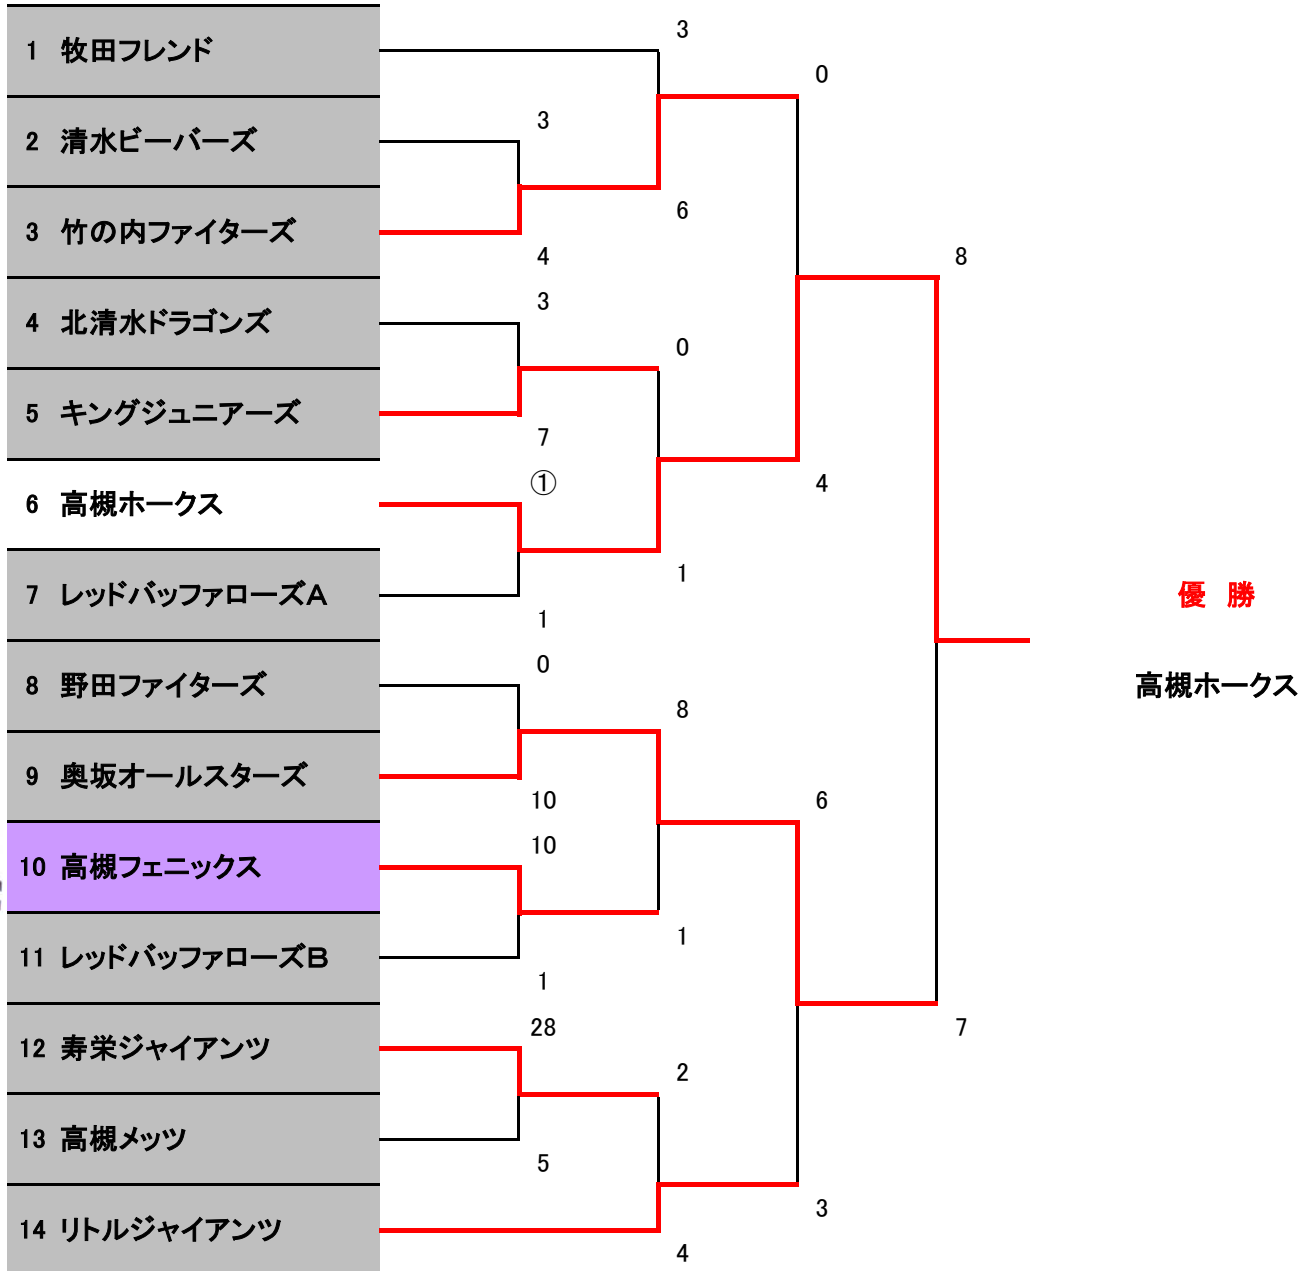 3
1 牧田フレンド
0
3
2 清水ビーバーズ
6
3 竹の内ファイターズ
4
8
3
4 北清水ドラゴンズ
0
5 キングジュニアーズ
7
①
6 高槻ホークス
4
1
7 レッドバッファローズA
優 勝
1
0
8 野田ファイターズ
高槻ホークス
8
9 奥坂オールスターズ
10
6
10
10 高槻フェニックス
1
11 レッドバッファローズB
1
28
7
12 寿栄ジャイアンツ
2
13 高槻メッツ
5
3
14 リトルジャイアンツ
4